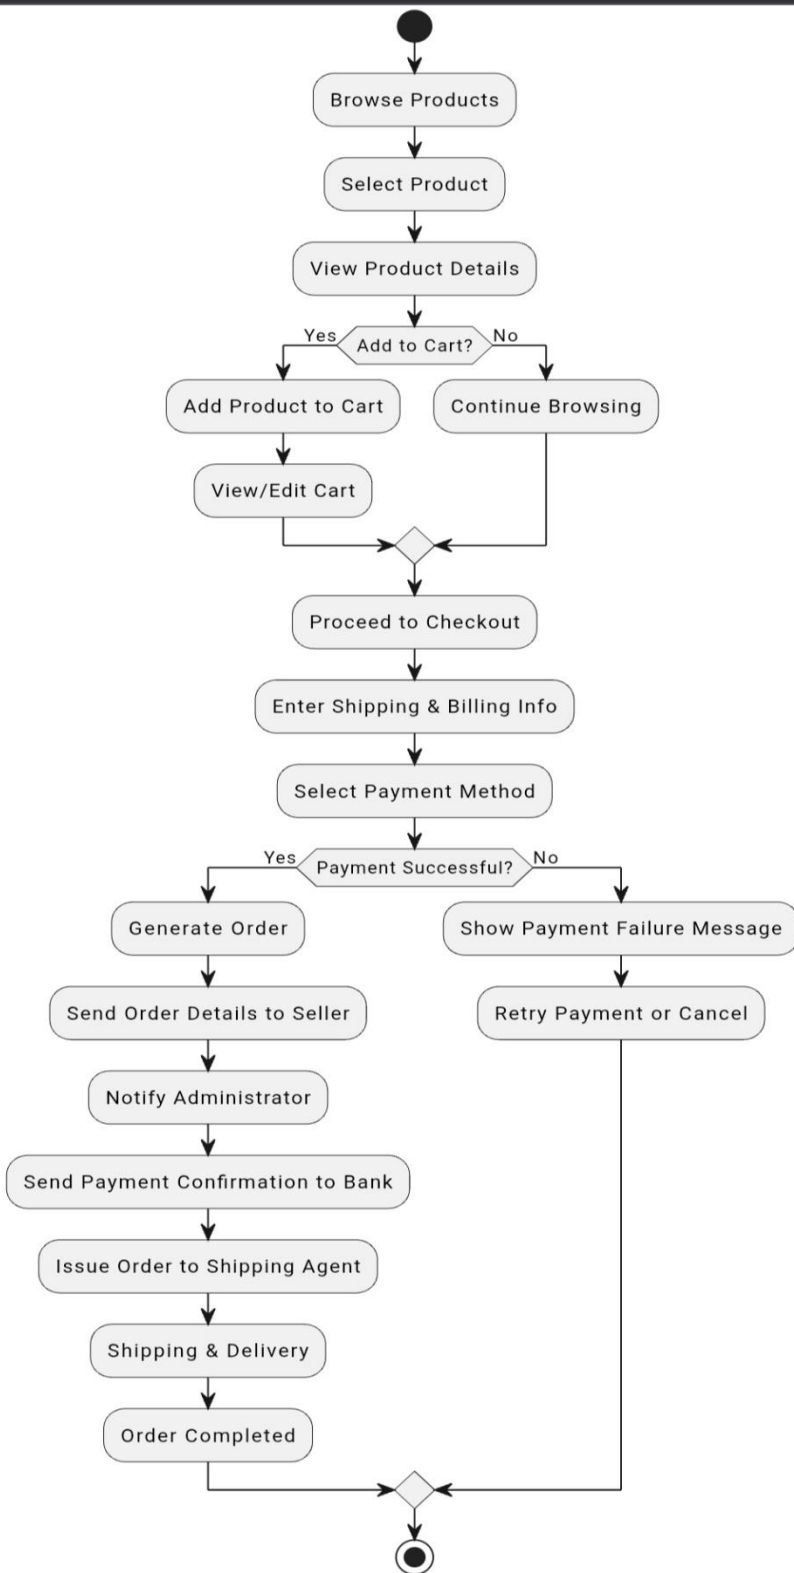 Browse Products
Select Product
View Product Details
Yes
Add to Cart?
No
Add Product to Cart
Continue Browsing
View/Edit Cart
Proceed to Checkout
Enter Shipping & Billing Info
Select Payment Method
Yes
Payment Successful?
No
Generate Order
Show Payment Failure Message
Send Order Details to Seller
Retry Payment or Cancel
Notify Administrator
Send Payment Confirmation to Bank
Issue Order to Shipping Agent
Shipping & Delivery
Order Completed